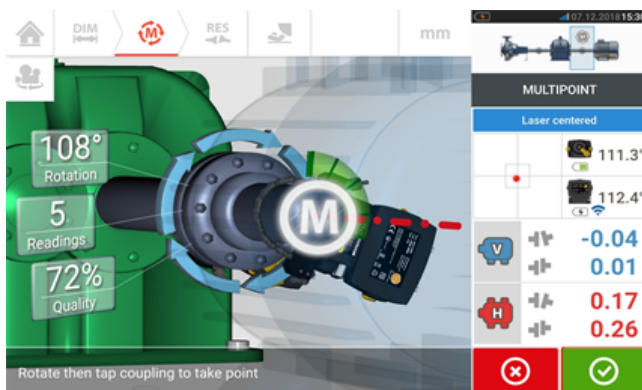 DIM
M
RES
mm
07.12.2018 15:30
MULTIPOINT
Laser centered
111.3°
112.4°
108°
Rotation
5
Readings
72%
Quality
M
V
-0.04
0.01
H
0.17
0.26
Rotate then tap coupling to take point